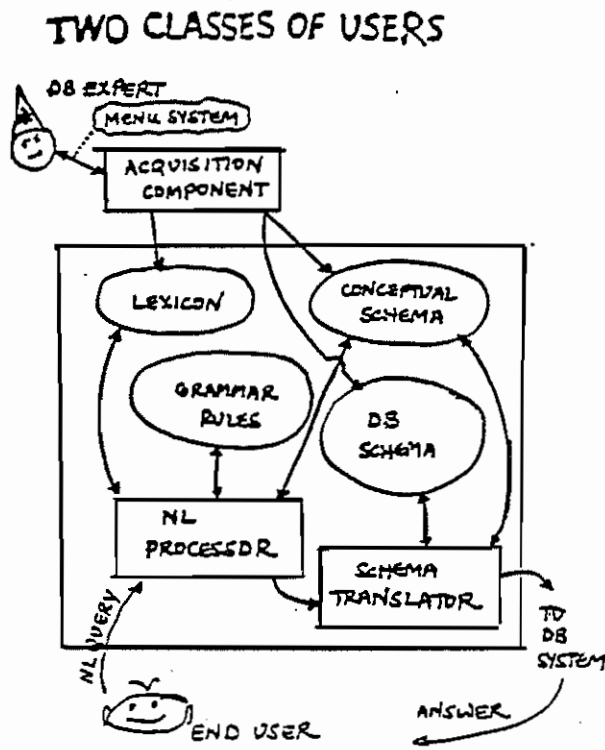 TWO CLASSES OF USERS
DB EXPERT
MENU SYSTEM
ACQUISITION
COMPONENT
LEXICON
CONCEPTUAL
SCHEMA
GRAMMAR
RULES
DB
SCHEMA
NL
PROCESSOR
SCHEMA
TRANSLATOR
NL QUERY
TO
DB
SYSTEM
END USER
ANSWER